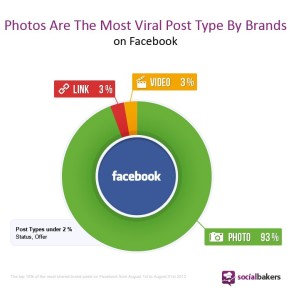 Photos Are The Most Viral Post Type By Brands
on Facebook
LINK 3%
VIDEO 3%
facebook
Post Types under 2 %
Status, Offer
PHOTO 93%
socialbakers